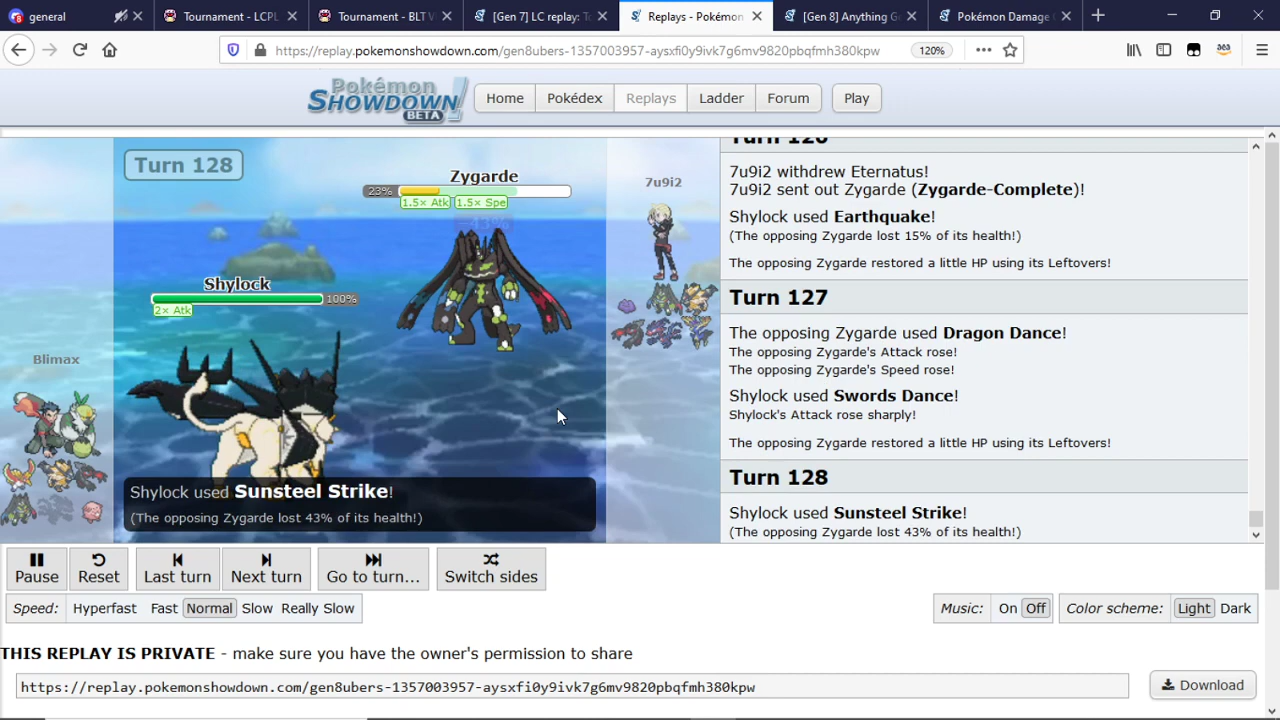 general
Tournament - LCPL
Tournament - BLT V
[Gen 7] LC replay: To
Replays - Pokémon
[Gen 8] Anything G
Pokémon Damage C
https://replay.pokemonshowdown.com/gen8ubers-1357003957-aysxfi0y9ivk7g6mv9820pbqfmh380kpw
120%
Pokémon
SHOWDOWN!
BETA
Home
Pokédex
Replays
Ladder
Forum
Play
Turn 128
Zygarde
23%
1.5× Atk
1.5× Spe
−43%
Shylock
100%
2× Atk
Blimax
7u9i2
Shylock used Sunsteel Strike!
(The opposing Zygarde lost 43% of its health!)
Turn 126
7u9i2 withdrew Eternatus!
7u9i2 sent out Zygarde (Zygarde-Complete)!
Shylock used Earthquake!
(The opposing Zygarde lost 15% of its health!)
The opposing Zygarde restored a little HP using its Leftovers!
Turn 127
The opposing Zygarde used Dragon Dance!
The opposing Zygarde's Attack rose!
The opposing Zygarde's Speed rose!
Shylock used Swords Dance!
Shylock's Attack rose sharply!
The opposing Zygarde restored a little HP using its Leftovers!
Turn 128
Shylock used Sunsteel Strike!
(The opposing Zygarde lost 43% of its health!)
Pause
Reset
Last turn
Next turn
Go to turn...
Switch sides
Speed: Hyperfast Fast Normal Slow Really Slow
Music: On Off
Color scheme: Light Dark
THIS REPLAY IS PRIVATE - make sure you have the owner's permission to share
https://replay.pokemonshowdown.com/gen8ubers-1357003957-aysxfi0y9ivk7g6mv9820pbqfmh380kpw
Download